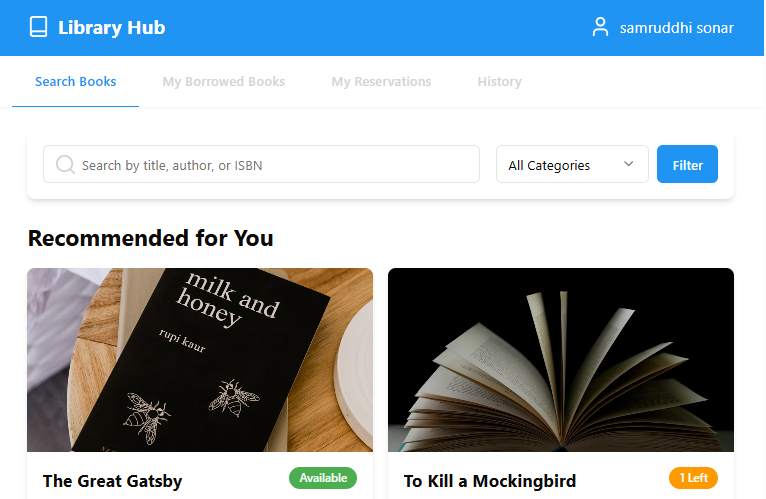 Library Hub
samruddhi sonar
Search Books
My Borrowed Books
My Reservations
History
Search by title, author, or ISBN
All Categories
Filter
Recommended for You
milk and
honey
rupi kaur
The Great Gatsby
Available
To Kill a Mockingbird
1 Left